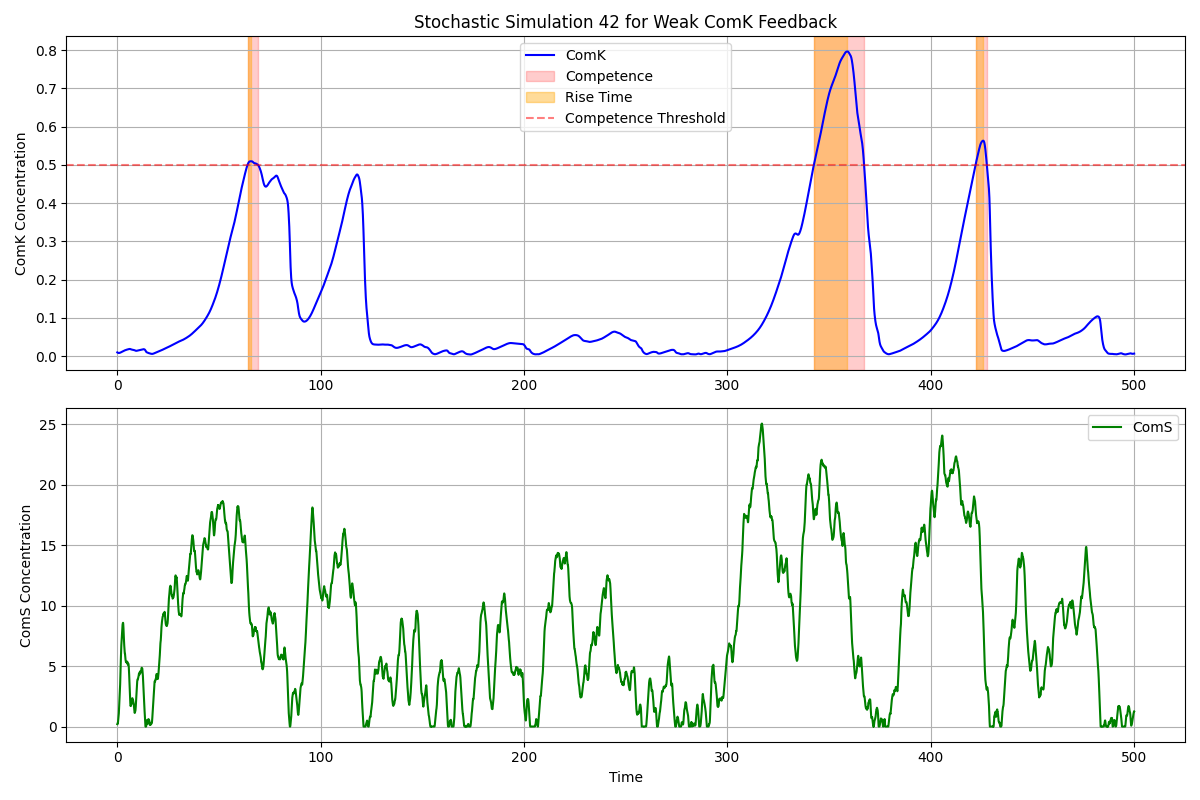 Stochastic Simulation 42 for Weak ComK Feedback
ComK Concentration
0.8
0.7
0.6
0.5
0.4
0.3
0.2
0.1
0.0
ComK
Competence
Rise Time
Competence Threshold
0 100 200 300 400 500
ComS Concentration
25
20
15
10
5
0
ComS
0 100 200 300 400 500
Time